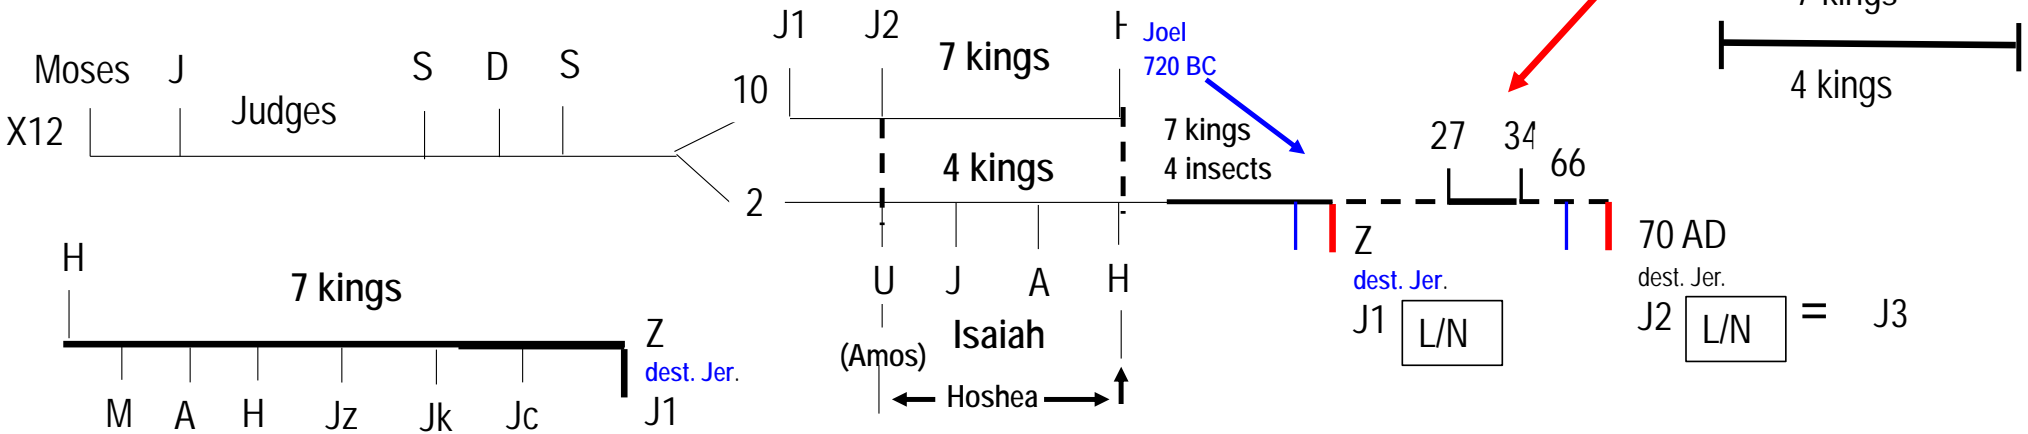 7 kings
4 kings
Moses J Judges S D S
X12
10
2
J1 J2 7 kings H
Joel
720 BC
4 kings
7 kings
4 insects
27 34 66
U J A H
(Amos) Isaiah
Hoshea
Z
dest. Jer.
J1 L/N
70 AD
dest. Jer.
J2 L/N = J3
H
7 kings
Z
dest. Jer.
J1
M A H Jz Jk Jc